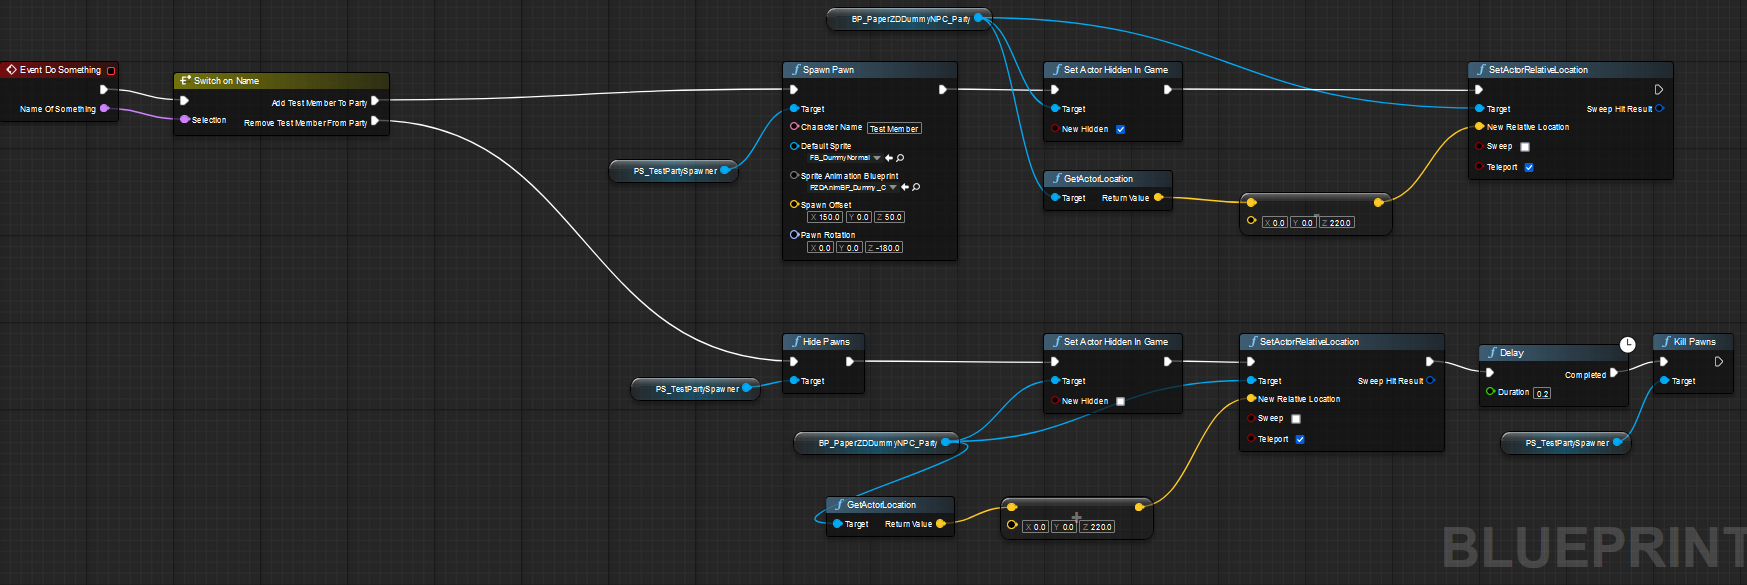 BP_PaperZDDummyNPC_Party
Event Do Something
Name Of Something
Switch on Name
Selection
Add Test Member To Party
Remove Test Member From Party
PS_TestPartySpawner
Spawn Pawn
Target
Character Name Test Member
Default Sprite
FB_DummyNormal
Sprite Animation Blueprint
PZDAnimBP_Dummy_C
Spawn Offset
X 150.0 Y 0.0 Z 50.0
Pawn Rotation
X 0.0 Y 0.0 Z -180.0
Set Actor Hidden In Game
Target
New Hidden
GetActorLocation
Target Return Value
X 0.0 Y 0.0 Z 220.0
SetActorRelativeLocation
Target Sweep Hit Result
New Relative Location
Sweep
Teleport
Hide Pawns
Target
PS_TestPartySpawner
BP_PaperZDDummyNPC_Party
Set Actor Hidden In Game
Target
New Hidden
GetActorLocation
Target Return Value
X 0.0 Y 0.0 Z 220.0
SetActorRelativeLocation
Target Sweep Hit Result
New Relative Location
Sweep
Teleport
Delay
Completed
Duration 0.2
Kill Pawns
Target
PS_TestPartySpawner
BLUEPRINT